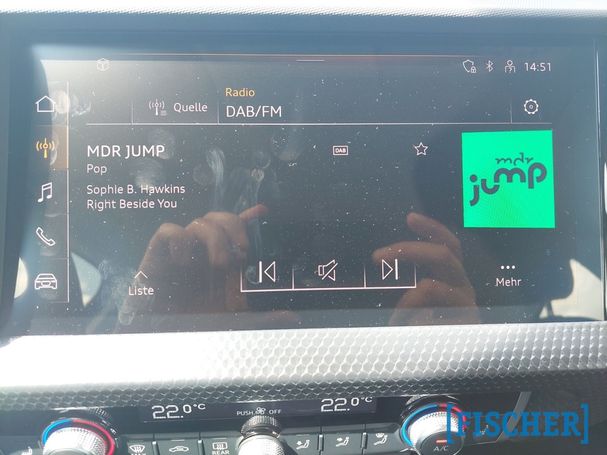 14:51
Radio
Quelle
DAB/FM
MDR JUMP
DAB
Pop
Sophie B. Hawkins
Right Beside You
mdr
jump
Liste
Mehr
22.0°C
PUSH OFF
22.0°C
REAR
A/C
[FISCHER]